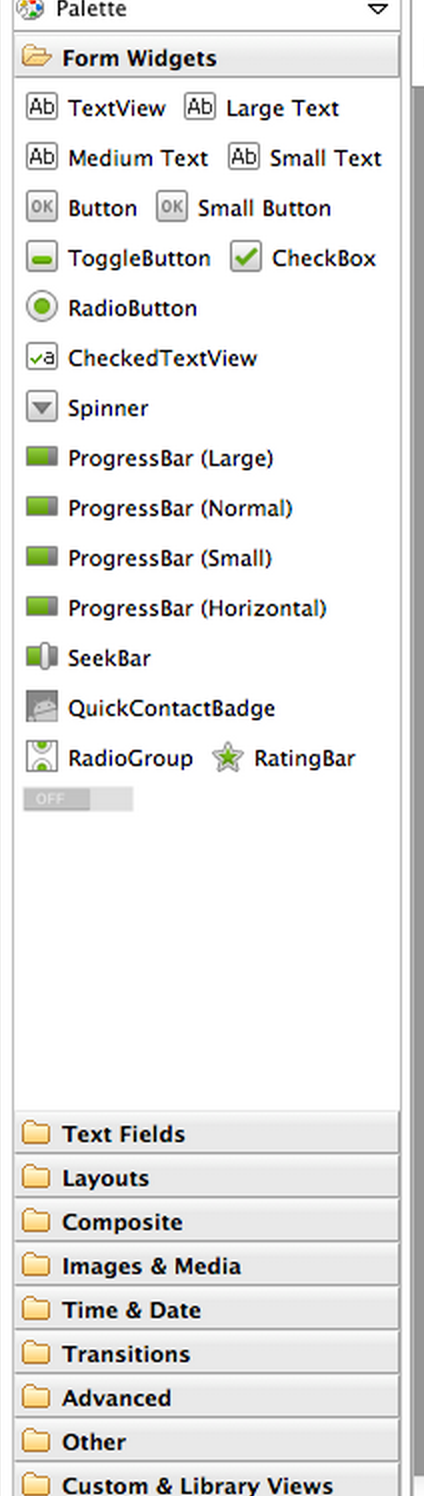 Palette
Form Widgets
Ab TextView Ab Large Text
Ab Medium Text Ab Small Text
OK Button OK Small Button
ToggleButton CheckBox
RadioButton
a CheckedTextView
Spinner
ProgressBar (Large)
ProgressBar (Normal)
ProgressBar (Small)
ProgressBar (Horizontal)
SeekBar
QuickContactBadge
RadioGroup RatingBar
OFF
Text Fields
Layouts
Composite
Images & Media
Time & Date
Transitions
Advanced
Other
Custom & Library Views